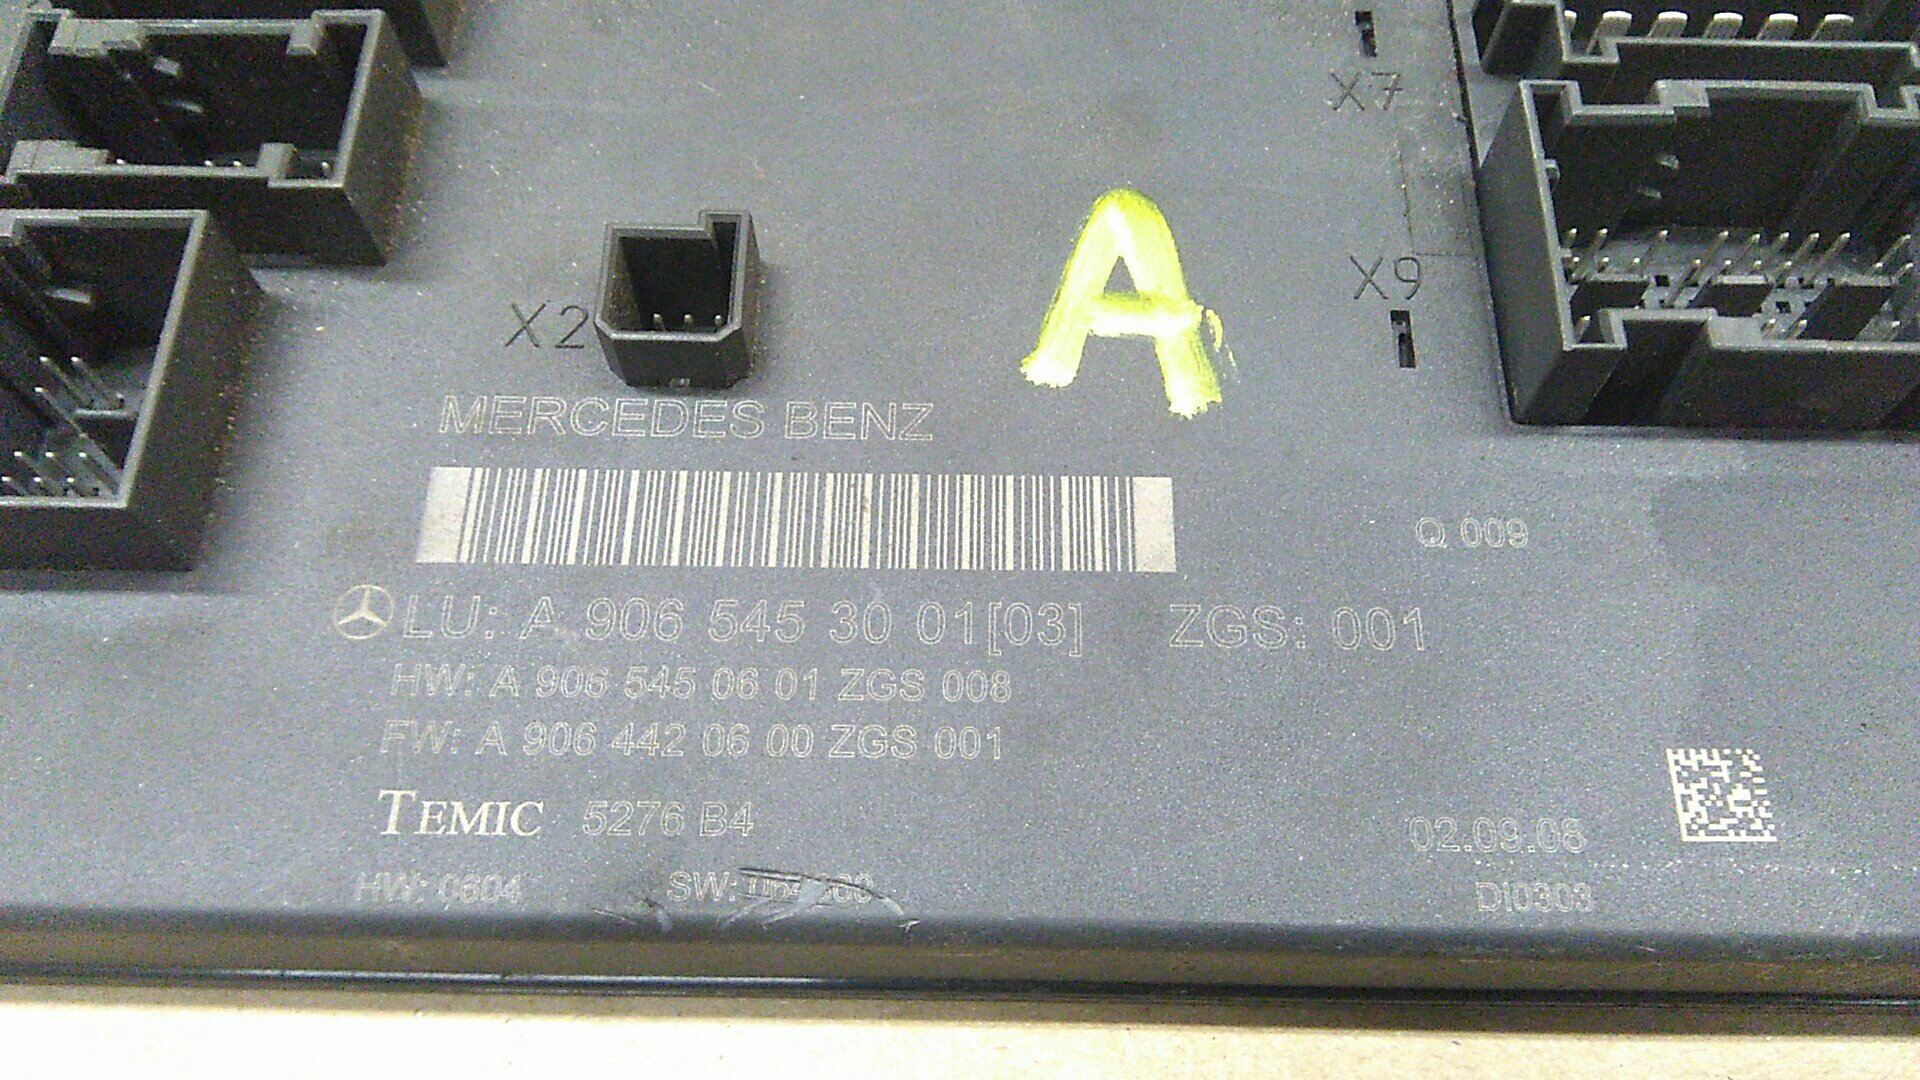 X7
A
X9
X2
MERCEDES BENZ
Q 009
LU: A 906 545 30 01[03] ZGS: 001
HW: A 906 545 06 01 ZGS 008
FW: A 906 442 06 00 ZGS 001
TEMIC 5276 B4
02.09.06
HW: 0604 SW:
DI0303